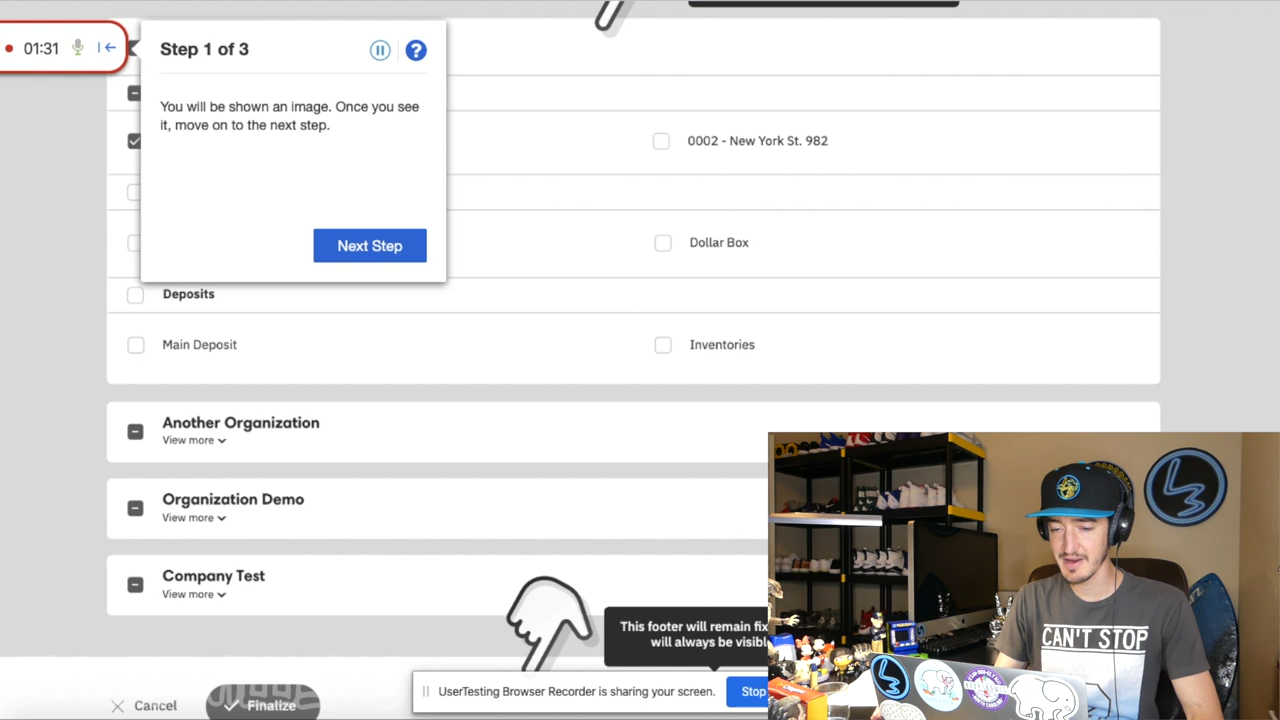 01:31
Step 1 of 3
You will be shown an image. Once you see
it, move on to the next step.
Next Step
0002 - New York St. 982
Dollar Box
Deposits
Main Deposit
Inventories
Another Organization
View more
Organization Demo
View more
Company Test
View more
This footer will remain
will always be
UserTesting Browser Recorder is sharing your screen.
Stop
Cancel
Finalize
CAN'T STOP